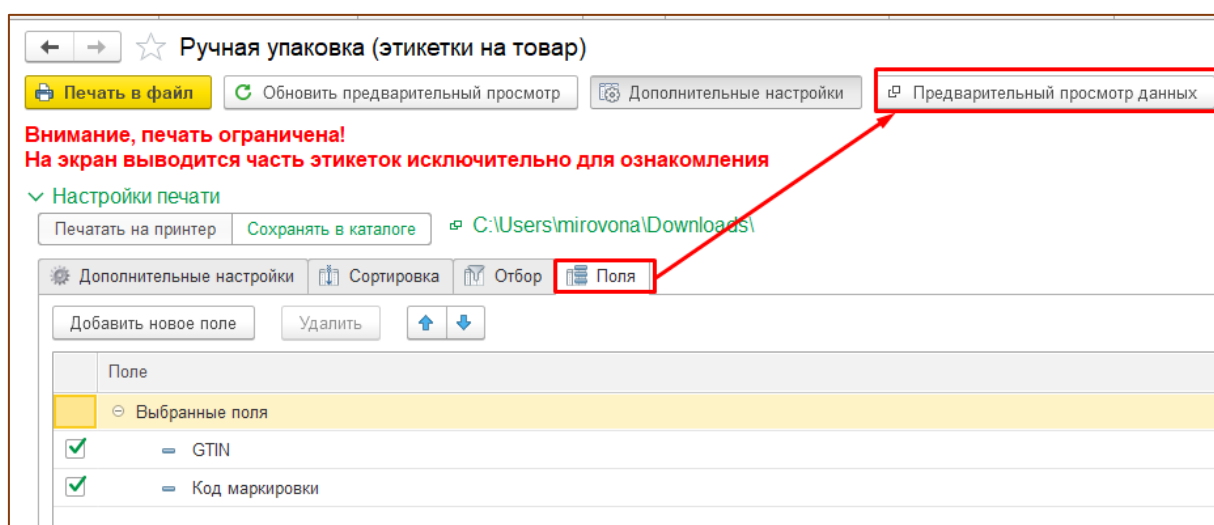 Ручная упаковка (этикетки на товар)
Печать в файл Обновить предварительный просмотр Дополнительные настройки Предварительный просмотр данных
Внимание, печать ограничена!
На экран выводится часть этикеток исключительно для ознакомления
Настройки печати
Печатать на принтер Сохранять в каталоге C:\Users\mirovona\Downloads\
Дополнительные настройки Сортировка Отбор Поля
Добавить новое поле Удалить
Поле
Выбранные поля
GTIN
Код маркировки